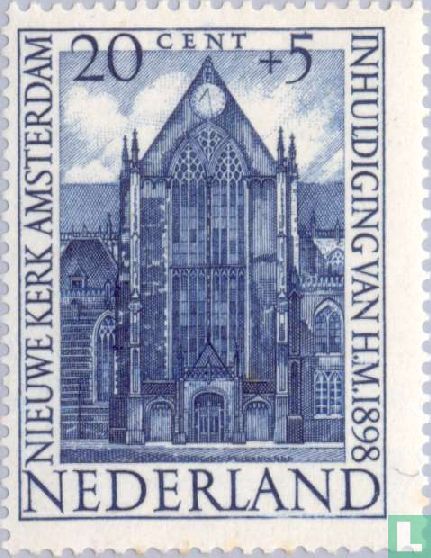 20 CENT +5
NIEUWE KERK AMSTERDAM
INHULDIGING VAN H.M. 1898
NEDERLAND
L